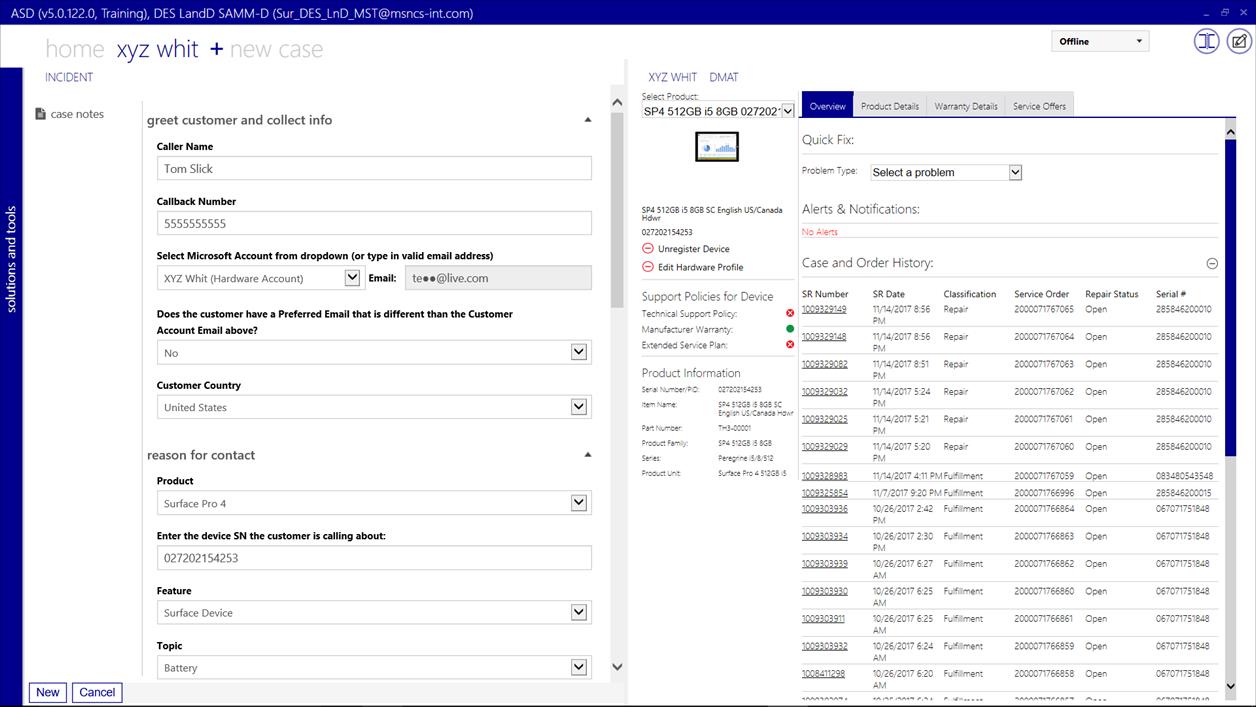 ASD (v5.0.122.0, Training), DES LandD SAMM-D (Sur_DES_LnD_MST@msncs-int.com)
home xyz whit + new case
Offline
solutions and tools
INCIDENT
case notes
greet customer and collect info
Caller Name
Tom Slick
Callback Number
5555555555
Select Microsoft Account from dropdown (or type in valid email address)
XYZ Whit (Hardware Account) Email: te●●@live.com
Does the customer have a Preferred Email that is different than the Customer
Account Email above?
No
Customer Country
United States
reason for contact
Product
Surface Pro 4
Enter the device SN the customer is calling about:
027202154253
Feature
Surface Device
Topic
Battery
New Cancel
XYZ WHIT DMAT
Select Product:
SP4 512GB i5 8GB 027202
SP4 512GB i5 8GB SC English US/Canada
Hdwr
027202154253
Unregister Device
Edit Hardware Profile
Support Policies for Device
Technical Support Policy:
Manufacturer Warranty:
Extended Service Plan:
Product Information
Serial Number/PID: 027202154253
Item Name: SP4 512GB i5 8GB SC
English US/Canada Hdwr
Part Number: TH3-00001
Product Family: SP4 512GB i5 8GB
Series: Peregrine i5/8/512
Product Unit: Surface Pro 4 512GB i5
Overview Product Details Warranty Details Service Offers
Quick Fix:
Problem Type: Select a problem
Alerts & Notifications:
No Alerts
Case and Order History:
SR Number SR Date Classification Service Order Repair Status Serial #
1009329149 11/14/2017 8:56 PM Repair 2000071767065 Open 285846200010
1009329148 11/14/2017 8:56 PM Repair 2000071767064 Open 285846200010
1009329082 11/14/2017 8:51 PM Repair 2000071767063 Open 285846200010
1009329032 11/14/2017 5:24 PM Repair 2000071767062 Open 285846200010
1009329025 11/14/2017 5:21 PM Repair 2000071767061 Open 285846200010
1009329029 11/14/2017 5:20 PM Repair 2000071767060 Open 285846200010
1009328983 11/14/2017 4:11 PM Fulfillment 2000071767059 Open 083480543548
1009325854 11/7/2017 9:20 PM Fulfillment 2000071766996 Open 285846200015
1009303936 10/26/2017 2:42 PM Fulfillment 2000071766864 Open 067071751848
1009303934 10/26/2017 2:30 PM Fulfillment 2000071766863 Open 067071751848
1009303939 10/26/2017 6:27 AM Fulfillment 2000071766862 Open 067071751848
1009303930 10/26/2017 6:25 AM Fulfillment 2000071766860 Open 067071751848
1009303911 10/26/2017 6:25 AM Fulfillment 2000071766861 Open 067071751848
1009303932 10/26/2017 6:24 AM Fulfillment 2000071766859 Open 067071751848
1008411298 10/26/2017 6:20 AM Fulfillment 2000071766858 Open 067071751848